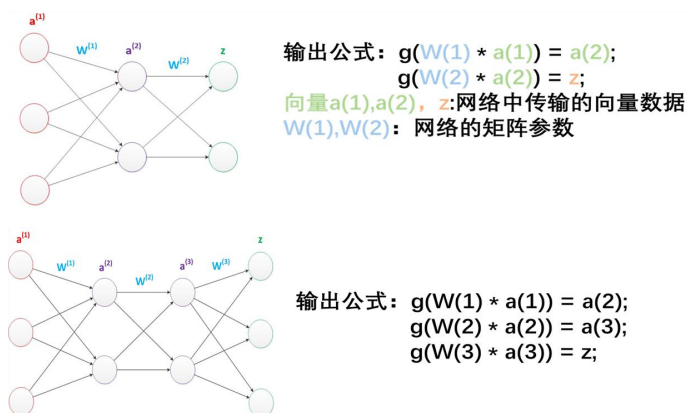 a(1)
W(1)
a(2)
W(2)
z
输出公式：g(W(1) * a(1)) = a(2);
g(W(2) * a(2)) = z;
向量a(1),a(2)，z:网络中传输的向量数据
W(1),W(2)：网络的矩阵参数
a(1)
W(1)
a(2)
W(2)
a(3)
W(3)
z
输出公式：g(W(1) * a(1)) = a(2);
g(W(2) * a(2)) = a(3);
g(W(3) * a(3)) = z;